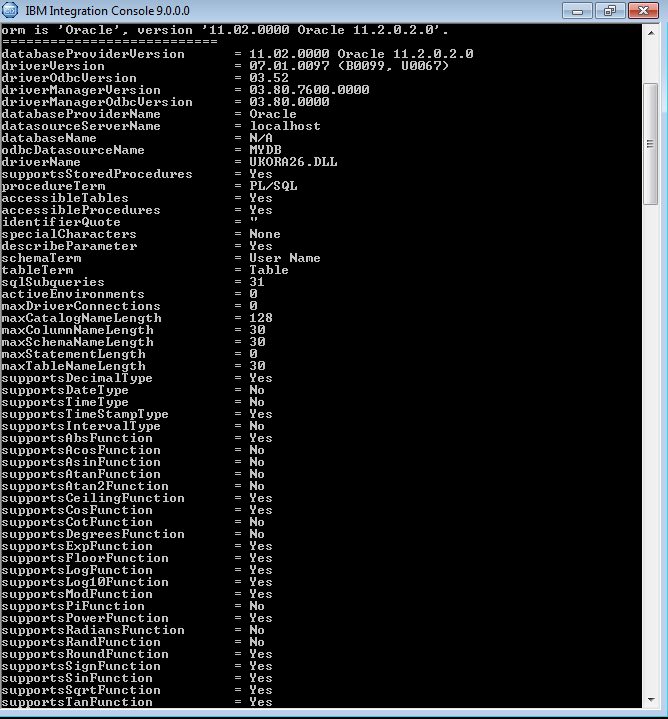 IBM Integration Console 9.0.0.0
orm is 'Oracle', version '11.02.0000 Oracle 11.2.0.2.0'.
===========================
databaseProviderVersion = 11.02.0000 Oracle 11.2.0.2.0
driverVersion = 07.01.0097 (B0099, U0067)
driverOdbcVersion = 03.52
driverManagerVersion = 03.80.7600.0000
driverManagerOdbcVersion = 03.80.0000
databaseProviderName = Oracle
datasourceServerName = localhost
databaseName = N/A
odbcDatasourceName = MYDB
driverName = UKORA26.DLL
supportsStoredProcedures = Yes
procedureTerm = PL/SQL
accessibleTables = Yes
accessibleProcedures = Yes
identifierQuote = "
specialCharacters = None
describeParameter = Yes
schemaTerm = User Name
tableTerm = Table
sqlSubqueries = 31
activeEnvironments = 0
maxDriverConnections = 0
maxCatalogNameLength = 128
maxColumnNameLength = 30
maxSchemaNameLength = 30
maxStatementLength = 0
maxTableNameLength = 30
supportsDecimalType = Yes
supportsDateType = No
supportsTimeType = No
supportsTimeStampType = Yes
supportsIntervalType = No
supportsAbsFunction = Yes
supportsAcosFunction = No
supportsAsinFunction = No
supportsAtanFunction = No
supportsAtan2Function = No
supportsCeilingFunction = Yes
supportsCosFunction = Yes
supportsCotFunction = No
supportsDegreesFunction = No
supportsExpFunction = Yes
supportsFloorFunction = Yes
supportsLogFunction = Yes
supportsLog10Function = Yes
supportsModFunction = Yes
supportsPiFunction = No
supportsPowerFunction = Yes
supportsRadiansFunction = No
supportsRandFunction = No
supportsRoundFunction = Yes
supportsSignFunction = Yes
supportsSinFunction = Yes
supportsSqrtFunction = Yes
supportsTanFunction = Yes